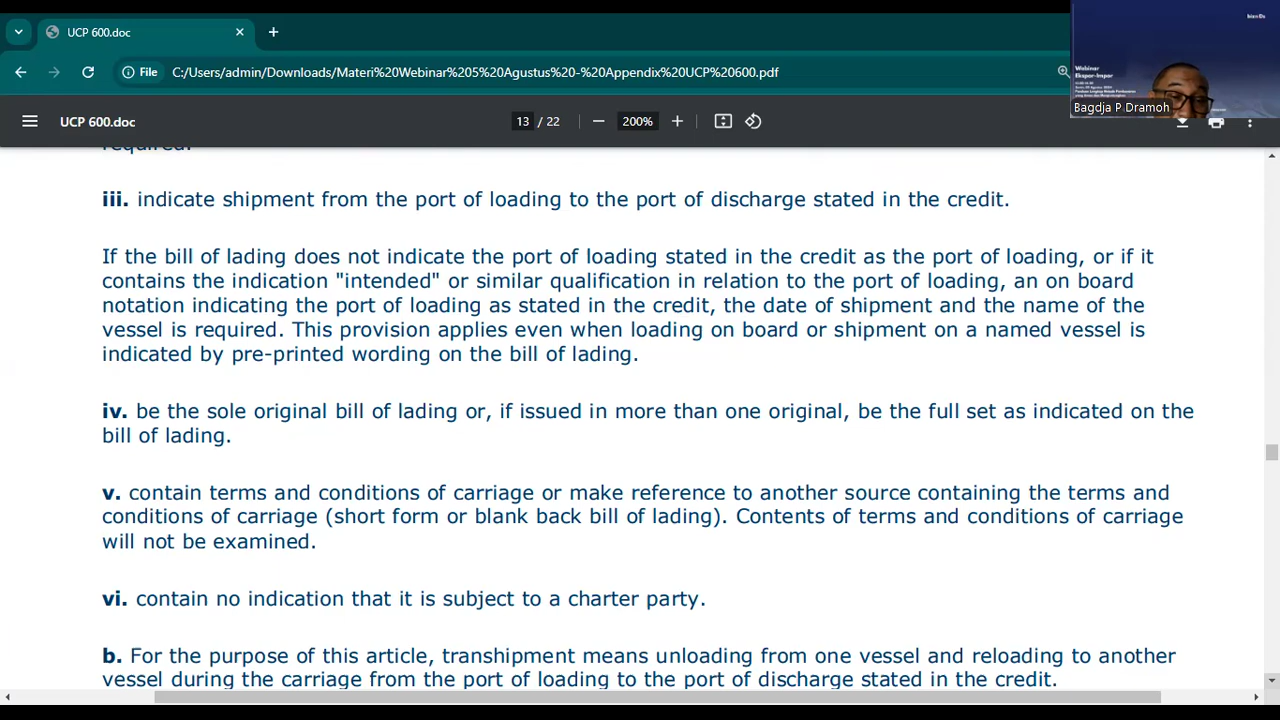 UCP 600.doc
File C:/Users/admin/Downloads/Materi%20Webinar%205%20Agustus%20-%20Appendix%20UCP%20600.pdf
Webinar
Ekspor-Impor
Bagdja P Dramoh
UCP 600.doc
13 / 22
200%
required.
iii. indicate shipment from the port of loading to the port of discharge stated in the credit.
If the bill of lading does not indicate the port of loading stated in the credit as the port of loading, or if it
contains the indication "intended" or similar qualification in relation to the port of loading, an on board
notation indicating the port of loading as stated in the credit, the date of shipment and the name of the
vessel is required. This provision applies even when loading on board or shipment on a named vessel is
indicated by pre-printed wording on the bill of lading.
iv. be the sole original bill of lading or, if issued in more than one original, be the full set as indicated on the
bill of lading.
v. contain terms and conditions of carriage or make reference to another source containing the terms and
conditions of carriage (short form or blank back bill of lading). Contents of terms and conditions of carriage
will not be examined.
vi. contain no indication that it is subject to a charter party.
b. For the purpose of this article, transhipment means unloading from one vessel and reloading to another
vessel during the carriage from the port of loading to the port of discharge stated in the credit.